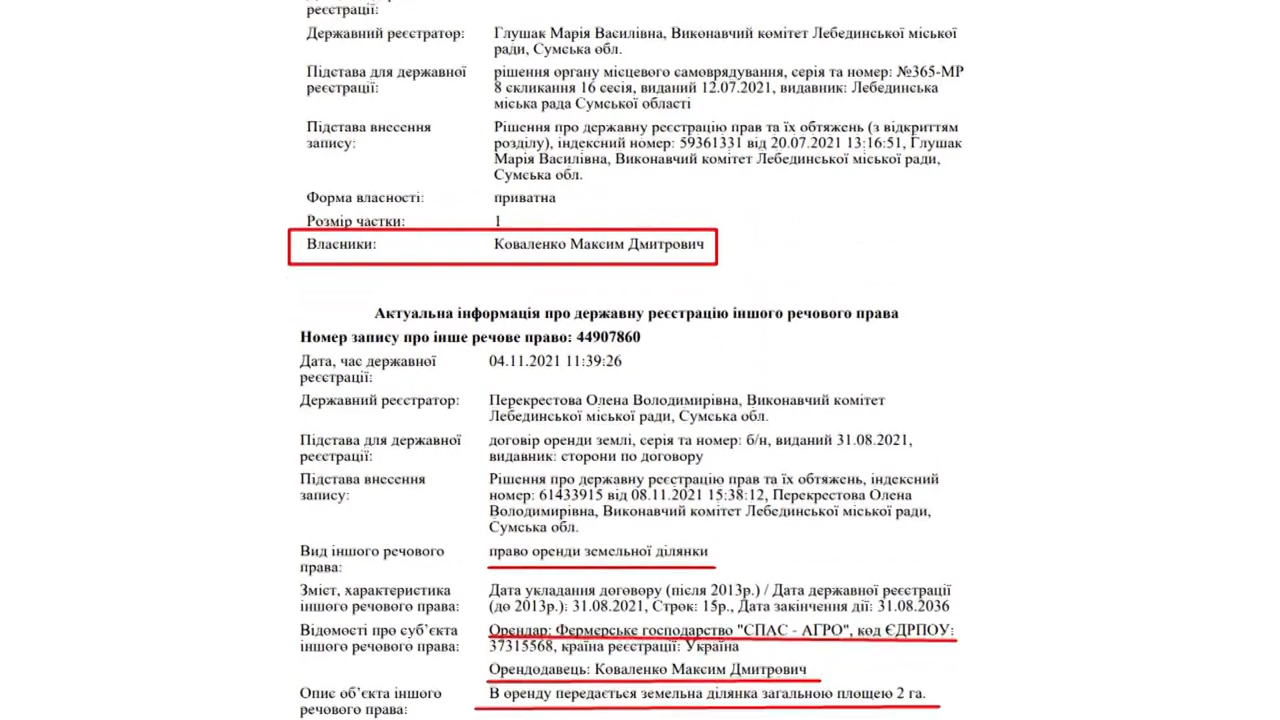 реєстрації:
Державний реєстратор: Глушак Марія Василівна, Виконавчий комітет Лебединської міської
ради, Сумська обл.
Підстава для державної рішення органу місцевого самоврядування, серія та номер: №365-МР
реєстрації: 8 скликання 16 сесія, виданий 12.07.2021, видавник: Лебединська
міська рада Сумської області
Підстава внесення Рішення про державну реєстрацію прав та їх обтяжень (з відкриттям
запису: розділу), індексний номер: 59361331 від 20.07.2021 13:16:51, Глушак
Марія Василівна, Виконавчий комітет Лебединської міської ради,
Сумська обл.
Форма власності: приватна
Розмір частки: 1
Власники: Коваленко Максим Дмитрович
Актуальна інформація про державну реєстрацію іншого речового права
Номер запису про інше речове право: 44907860
Дата, час державної 04.11.2021 11:39:26
реєстрації:
Державний реєстратор: Перекрестова Олена Володимирівна, Виконавчий комітет
Лебединської міської ради, Сумська обл.
Підстава для державної договір оренди землі, серія та номер: б/н, виданий 31.08.2021,
реєстрації: видавник: сторони по договору
Підстава внесення Рішення про державну реєстрацію прав та їх обтяжень, індексний
запису: номер: 61433915 від 08.11.2021 15:38:12, Перекрестова Олена
Володимирівна, Виконавчий комітет Лебединської міської ради,
Сумська обл.
Вид іншого речового право оренди земельної ділянки
права:
Зміст, характеристика Дата укладання договору (після 2013р.) / Дата державної реєстрації
іншого речового права: (до 2013р.): 31.08.2021, Строк: 15р., Дата закінчення дії: 31.08.2036
Відомості про суб’єкта Орендар: Фермерське господарство "СПАС - АГРО", код ЄДРПОУ:
іншого речового права: 37315568, країна реєстрації: Україна
Орендодавець: Коваленко Максим Дмитрович
Опис об’єкта іншого В оренду передається земельна ділянка загальною площею 2 га.
речового права: